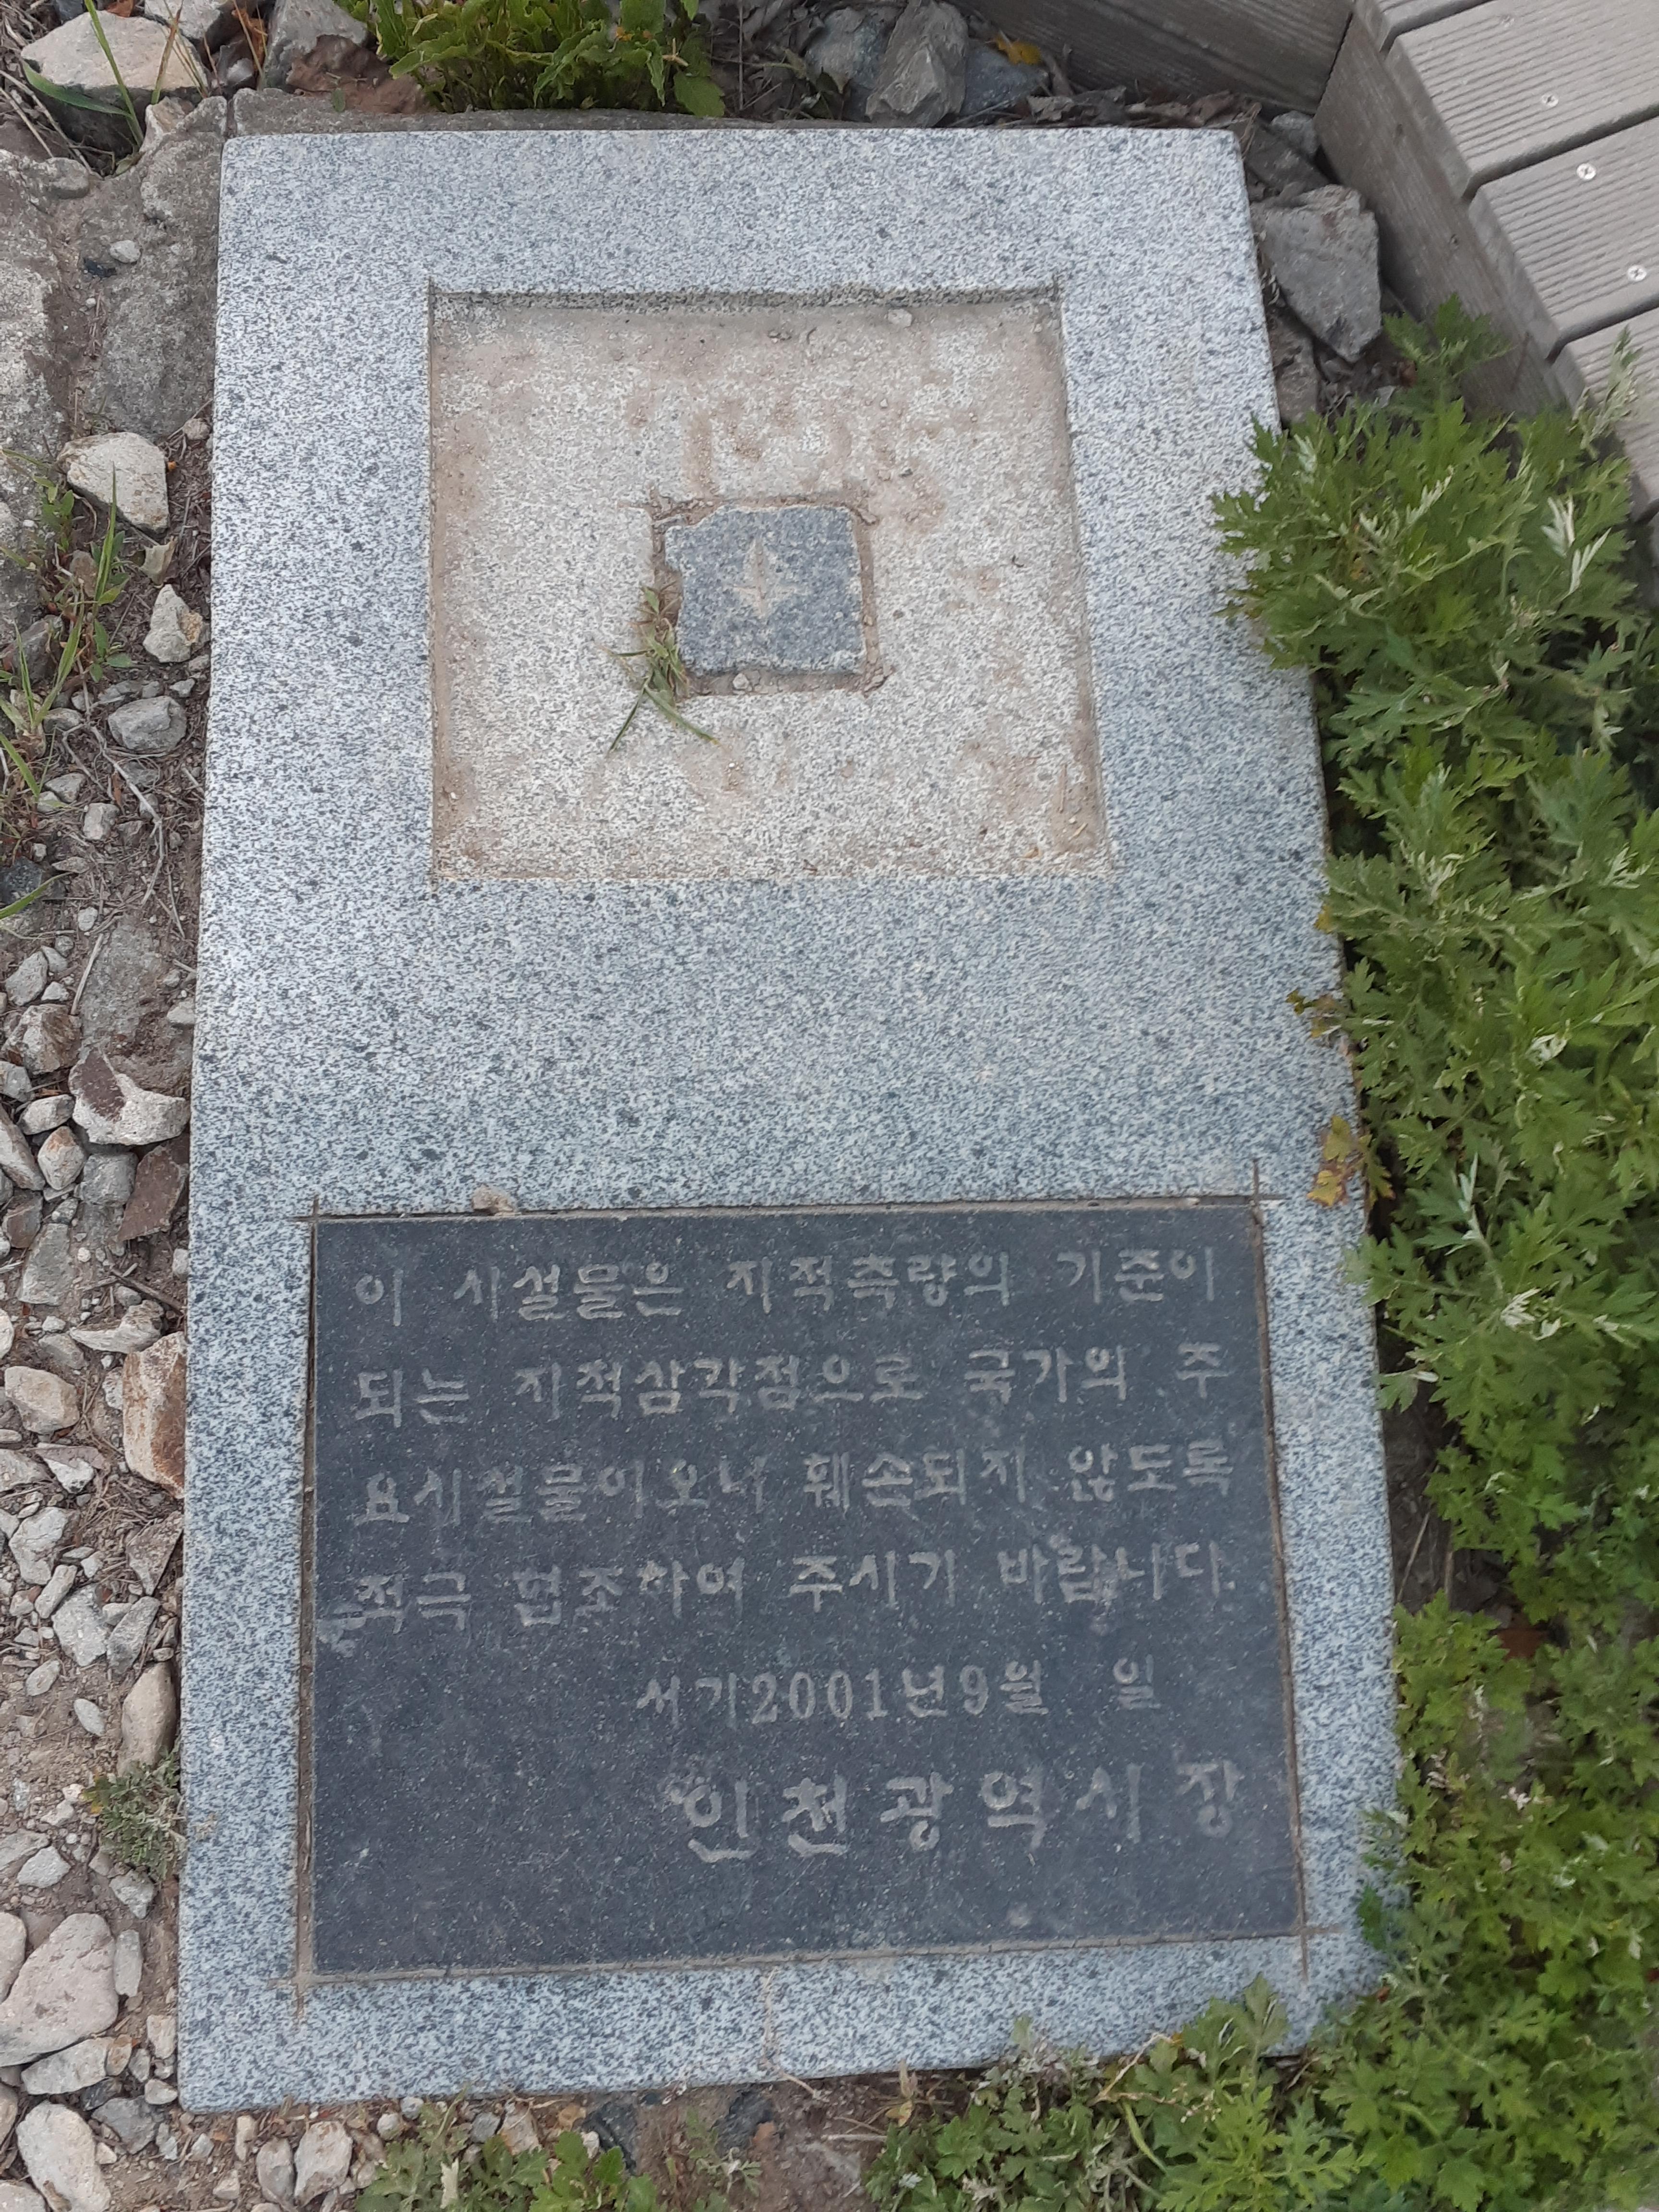 이 시설물은 지적측량의 기준이
되는 지적삼각점으로 국가의 주
요시설물이오니 훼손되지 않도록
적극 협조하여 주시기 바랍니다.
서기2001년9월 일
인천광역시장